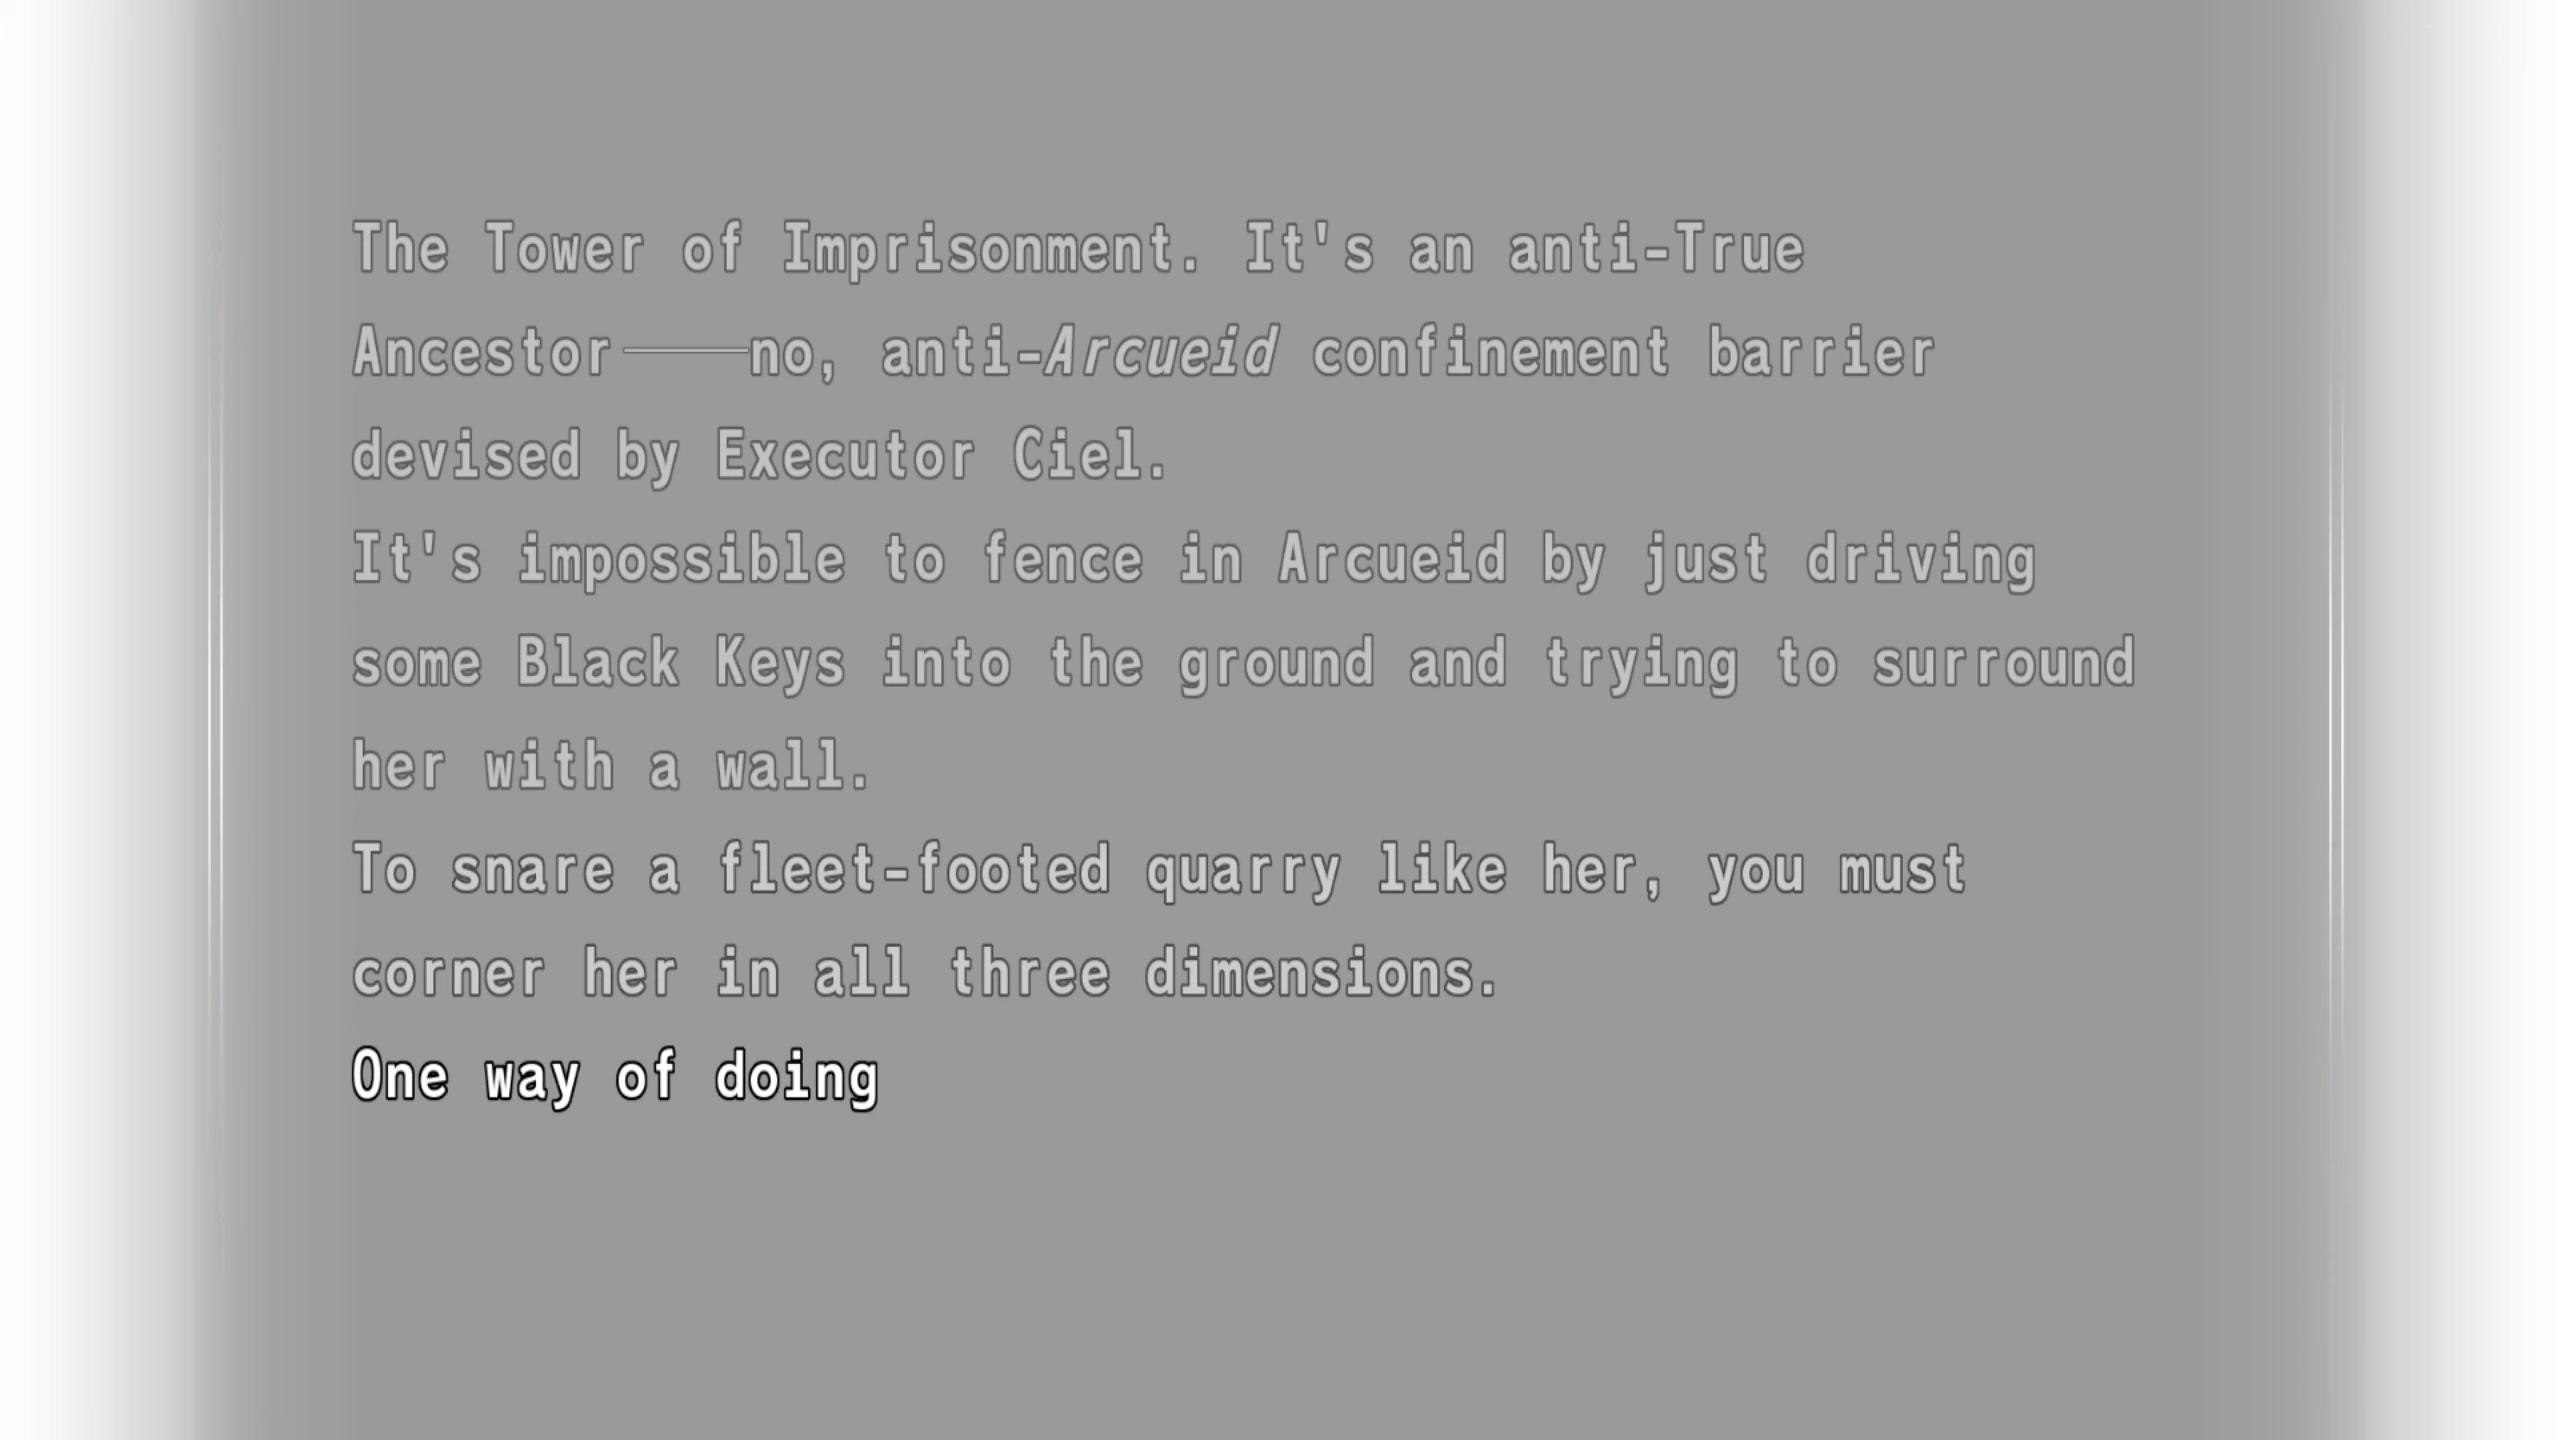 The Tower of Imprisonment. It's an anti-True
Ancestor——no, anti-Arcueid confinement barrier
devised by Executor Ciel.
It's impossible to fence in Arcueid by just driving
some Black Keys into the ground and trying to surround
her with a wall.
To snare a fleet-footed quarry like her, you must
corner her in all three dimensions.
One way of doing